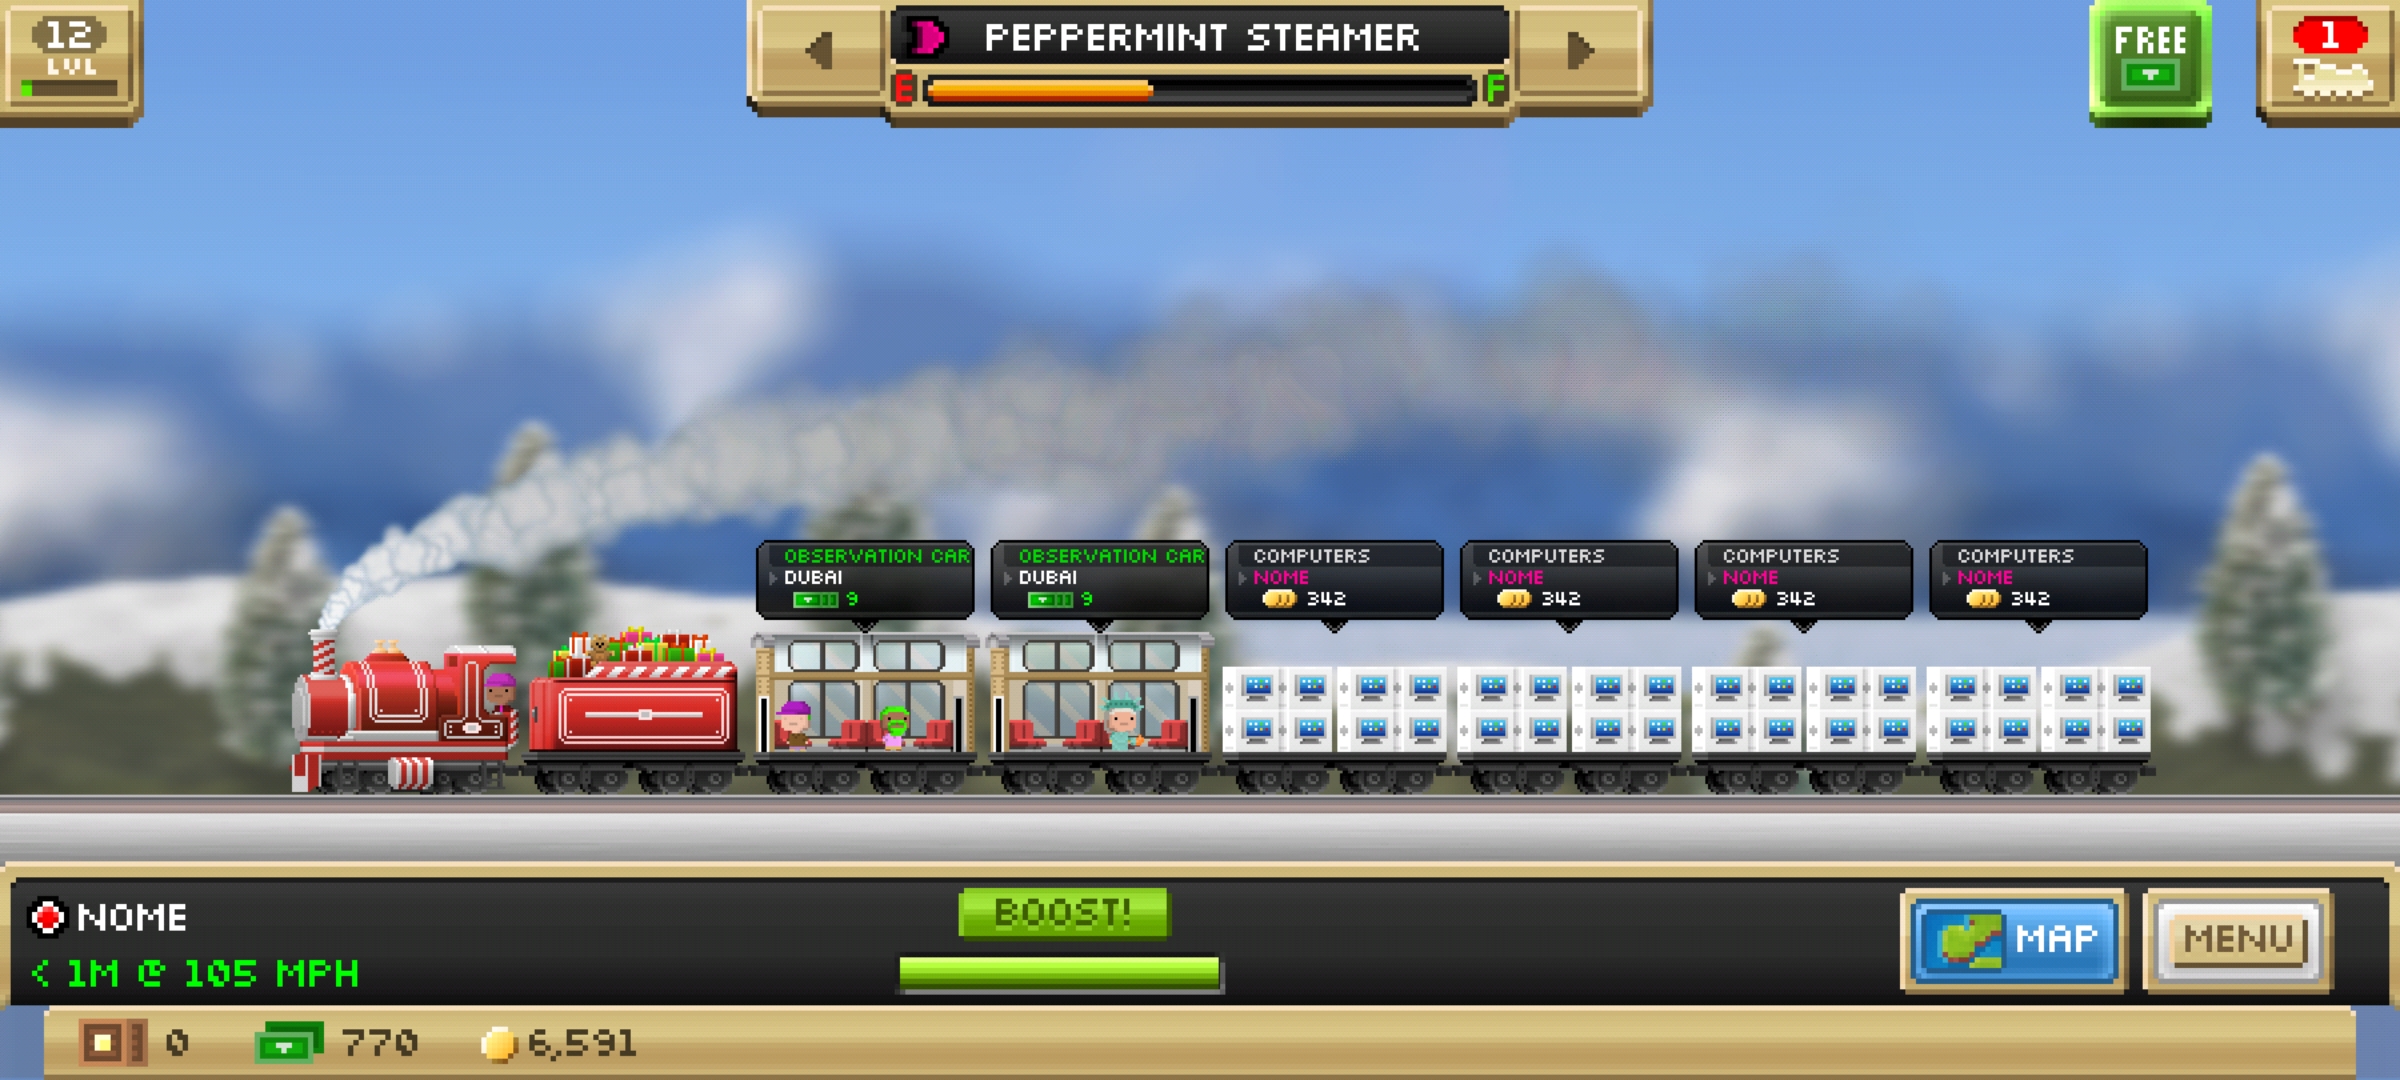 12
LVL
PEPPERMINT STEAMER
E F
FREE
1
OBSERVATION CAR
DUBAI
9
OBSERVATION CAR
DUBAI
9
COMPUTERS
NOME
342
COMPUTERS
NOME
342
COMPUTERS
NOME
342
COMPUTERS
NOME
342
NOME
< 1M @ 105 MPH
BOOST!
MAP
MENU
0
770
6,591